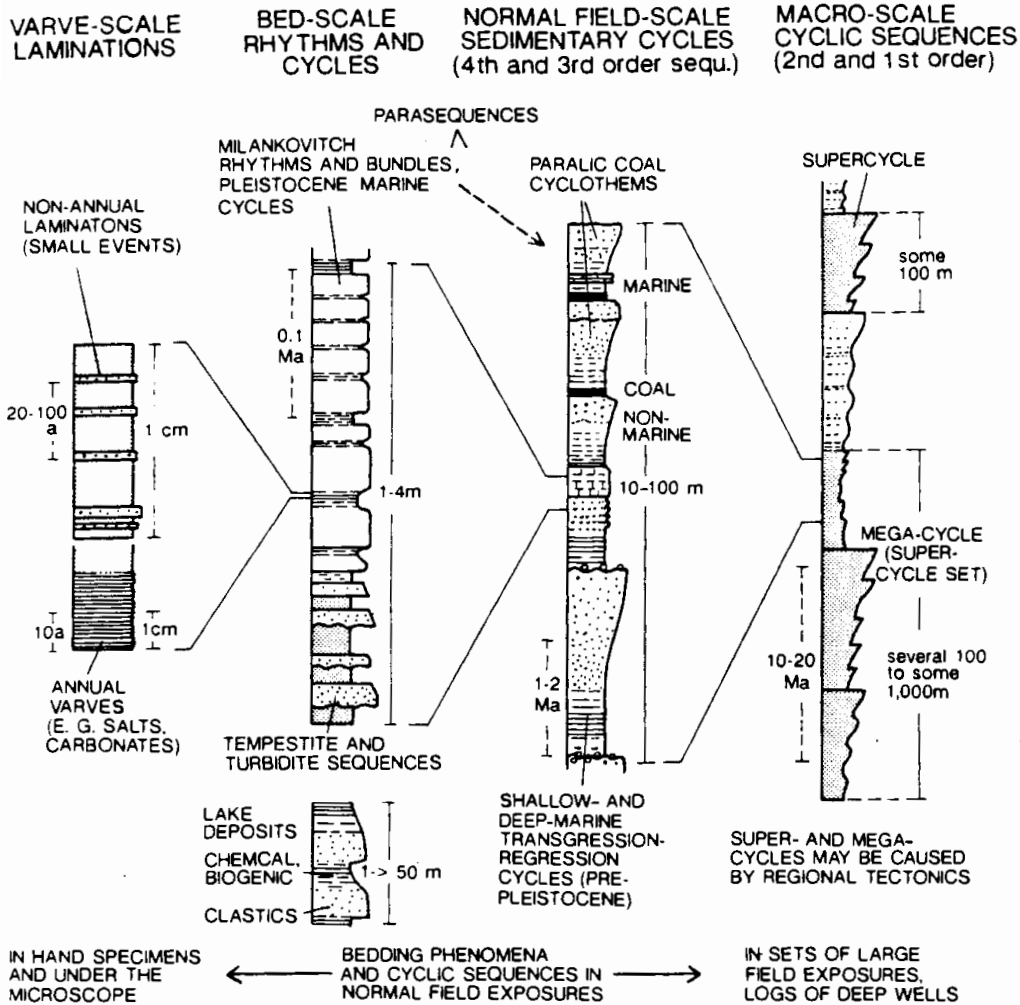 VARVE-SCALE
LAMINATIONS
BED-SCALE
RHYTHMS AND
CYCLES
NORMAL FIELD-SCALE
SEDIMENTARY CYCLES
(4th and 3rd order sequ.)
MACRO-SCALE
CYCLIC SEQUENCES
(2nd and 1st order)
PARASEQUENCES
MILANKOVITCH
RHYTHMS AND BUNDLES,
PLEISTOCENE MARINE
CYCLES
PARALIC COAL
CYCLOTHEMS
SUPERCYCLE
NON-ANNUAL
LAMINATONS
(SMALL EVENTS)
some
100 m
MARINE
0.1
Ma
20-100
a
1 cm
COAL
NON-
MARINE
1-4m
10-100 m
MEGA-CYCLE
(SUPER-
CYCLE SET)
10a
1cm
1-2
Ma
10-20
Ma
several 100
to some
1,000m
ANNUAL
VARVES
(E. G. SALTS,
CARBONATES)
TEMPESTITE AND
TURBIDITE SEQUENCES
LAKE
DEPOSITS
CHEMCAL,
BIOGENIC
CLASTICS
1-> 50 m
SHALLOW- AND
DEEP-MARINE
TRANSGRESSION-
REGRESSION
CYCLES (PRE-
PLEISTOCENE)
SUPER- AND MEGA-
CYCLES MAY BE CAUSED
BY REGIONAL TECTONICS
IN HAND SPECIMENS
AND UNDER THE
MICROSCOPE
BEDDING PHENOMENA
AND CYCLIC SEQUENCES IN
NORMAL FIELD EXPOSURES
IN SETS OF LARGE
FIELD EXPOSURES,
LOGS OF DEEP WELLS